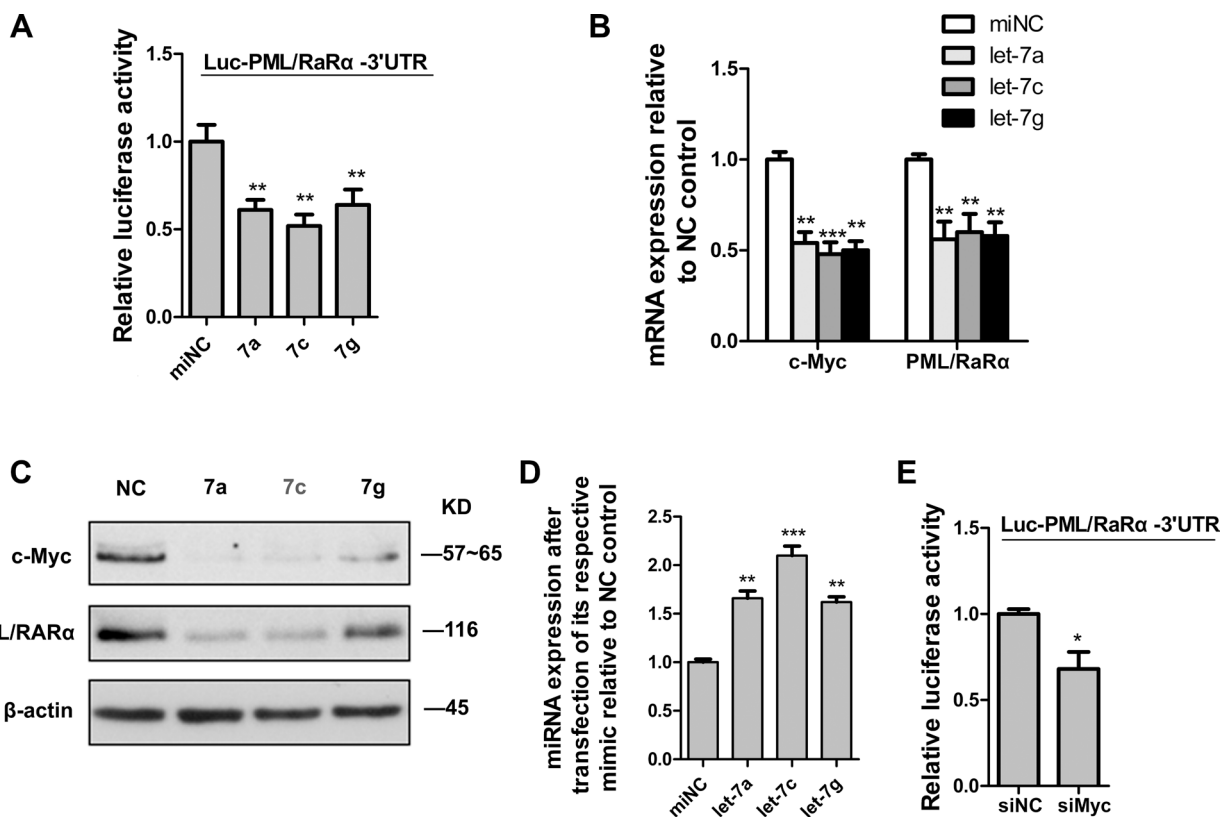 A
Luc-PML/RaRα -3'UTR
Relative luciferase activity
1.5
1.0
0.5
0.0
**
**
**
miNC
7a
7c
7g
B
miNC
let-7a
let-7c
let-7g
mRNA expression relative
to NC control
1.5
1.0
0.5
0.0
**
***
**
**
**
**
c-Myc
PML/RaRα
C
NC 7a 7c 7g
KD
c-Myc
57~65
L/RARα
116
β-actin
45
D
miRNA expression after
transfection of its respective
mimic relative to NC control
2.5
2.0
1.5
1.0
0.5
0.0
**
***
**
miNC
let-7a
let-7c
let-7g
E
Luc-PML/RaRα -3'UTR
Relative luciferase activity
1.5
1.0
0.5
0.0
*
siNC
siMyc